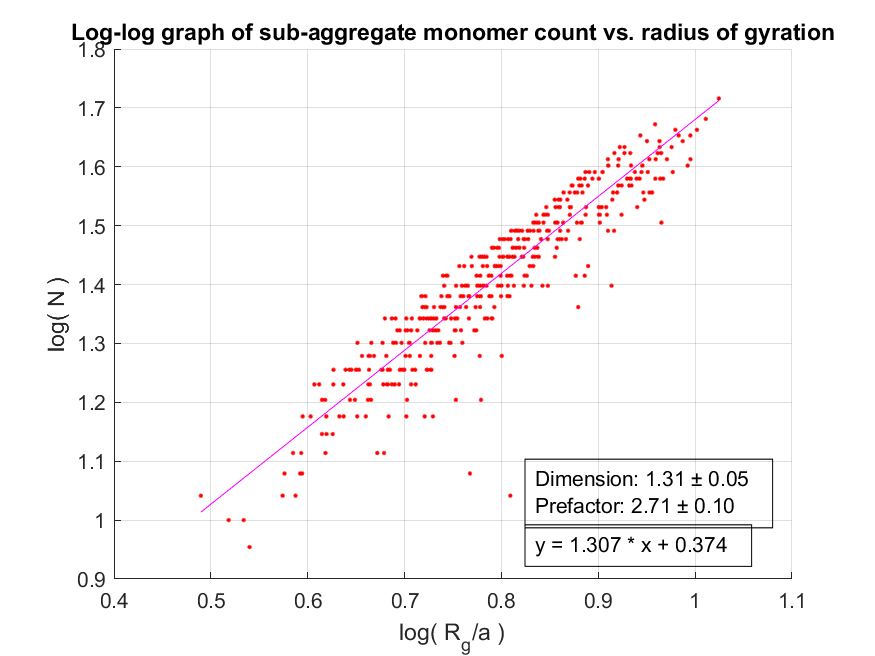 Log-log graph of sub-aggregate monomer count vs. radius of gyration
1.8
1.7
1.6
1.5
1.4
1.3
1.2
1.1
1
0.9
log( N )
Dimension: 1.31 ± 0.05
Prefactor: 2.71 ± 0.10
y = 1.307 * x + 0.374
0.4 0.5 0.6 0.7 0.8 0.9 1 1.1
log( R_g/a )